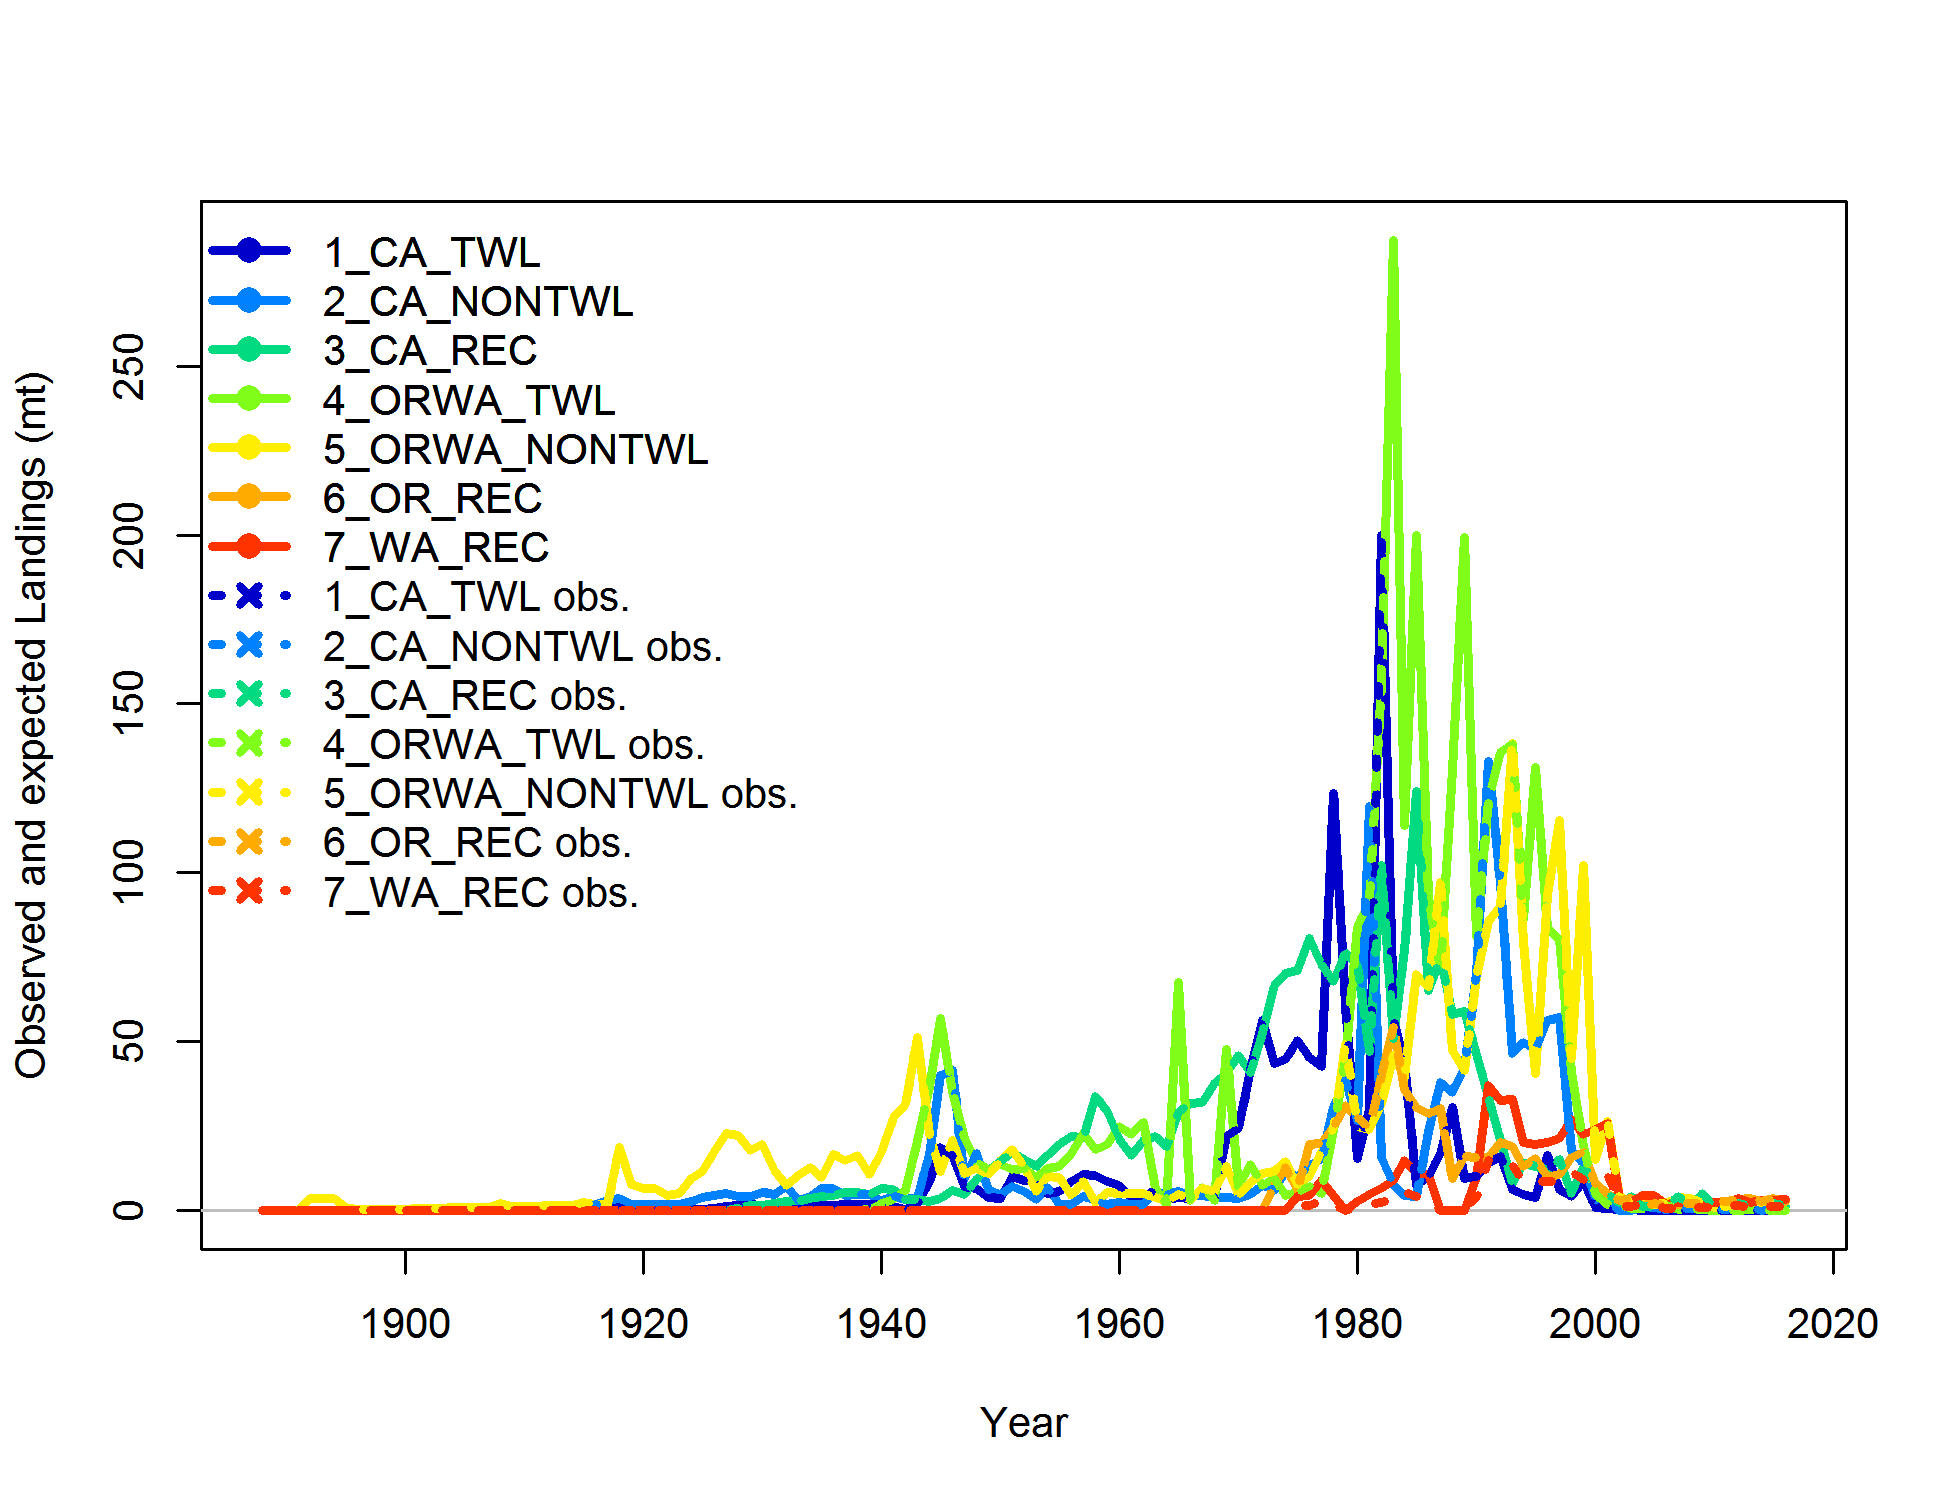 1_CA_TWL
2_CA_NONTWL
3_CA_REC
4_ORWA_TWL
5_ORWA_NONTWL
6_OR_REC
7_WA_REC
1_CA_TWL obs.
2_CA_NONTWL obs.
3_CA_REC obs.
4_ORWA_TWL obs.
5_ORWA_NONTWL obs.
6_OR_REC obs.
7_WA_REC obs.
Observed and expected Landings (mt)
250
200
150
100
50
0
1900 1920 1940 1960 1980 2000 2020
Year